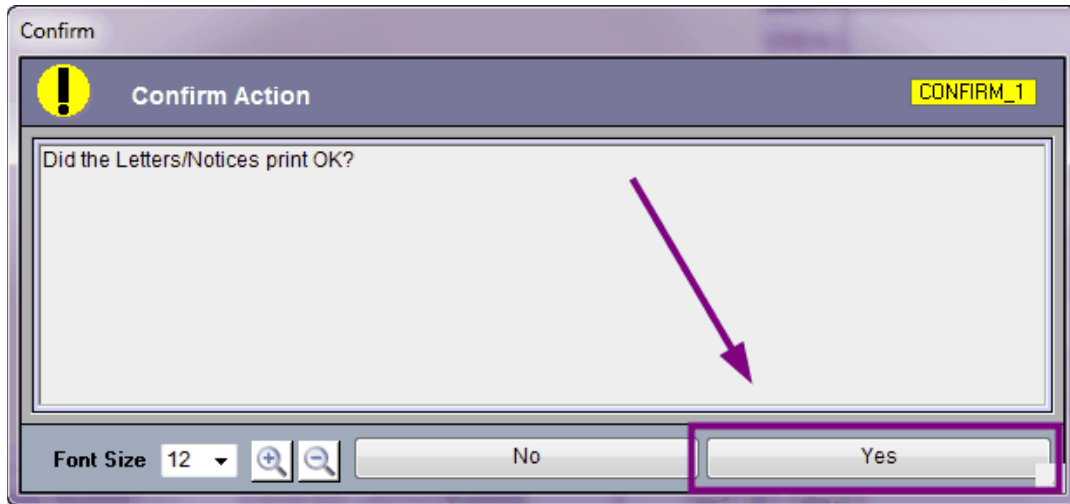 Confirm
Confirm Action
CONFIRM_1
Did the Letters/Notices print OK?
Font Size 12 No Yes